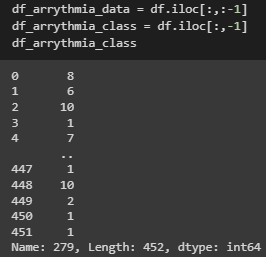 df_arrythmia_data = df.iloc[:,:-1]
df_arrythmia_class = df.iloc[:,-1]
df_arrythmia_class
0 8
1 6
2 10
3 1
4 7
..
447 1
448 10
449 2
450 1
451 1
Name: 279, Length: 452, dtype: int64